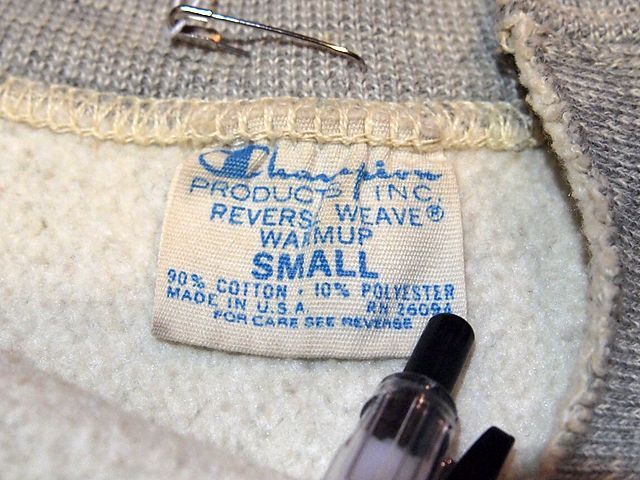 Champion
PRODUCTS INC.
REVERSE WEAVE®
WARMUP
SMALL
90% COTTON · 10% POLYESTER
MADE IN U.S.A. RN 26094
FOR CARE SEE REVERSE